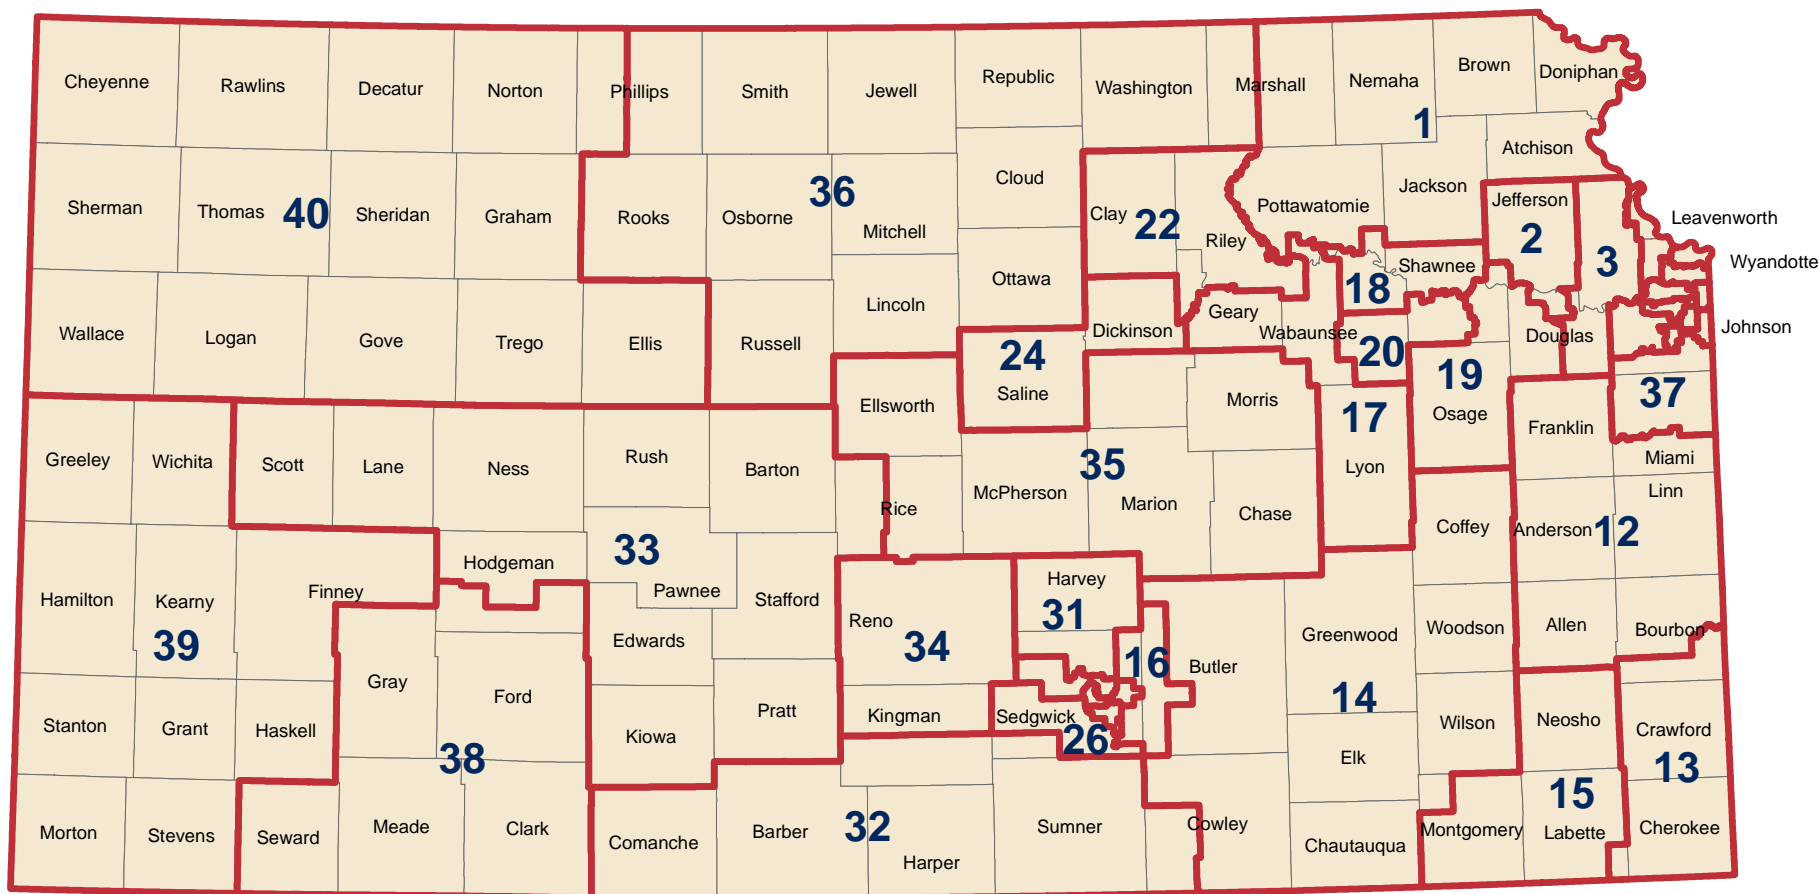 Cheyenne
Rawlins
Decatur
Norton
Phillips
Smith
Jewell
Republic
Washington
Marshall
Nemaha
Brown
Doniphan
1
Atchison
Sherman
Thomas
40
Sheridan
Graham
Rooks
Osborne
36
Mitchell
Cloud
Clay
22
Riley
Pottawatomie
Jackson
Jefferson
2
3
Leavenworth
Wyandotte
Johnson
Wallace
Logan
Gove
Trego
Ellis
Russell
Lincoln
Ottawa
Dickinson
Geary
Wabaunsee
18
Shawnee
Douglas
24
Saline
20
19
Osage
37
Ellsworth
Morris
17
Lyon
Franklin
Miami
Linn
Greeley
Wichita
Scott
Lane
Ness
Rush
Barton
Rice
McPherson
35
Marion
Chase
Coffey
Anderson
12
Hamilton
Kearny
39
Finney
Hodgeman
33
Pawnee
Stafford
Edwards
Reno
34
Harvey
31
16
Butler
Greenwood
14
Woodson
Allen
Bourbon
Stanton
Grant
Haskell
Gray
Ford
38
Kiowa
Pratt
Kingman
Sedgwick
26
Elk
Wilson
Neosho
Crawford
13
Morton
Stevens
Seward
Meade
Clark
Comanche
Barber
32
Harper
Sumner
Cowley
Chautauqua
Montgomery
15
Labette
Cherokee